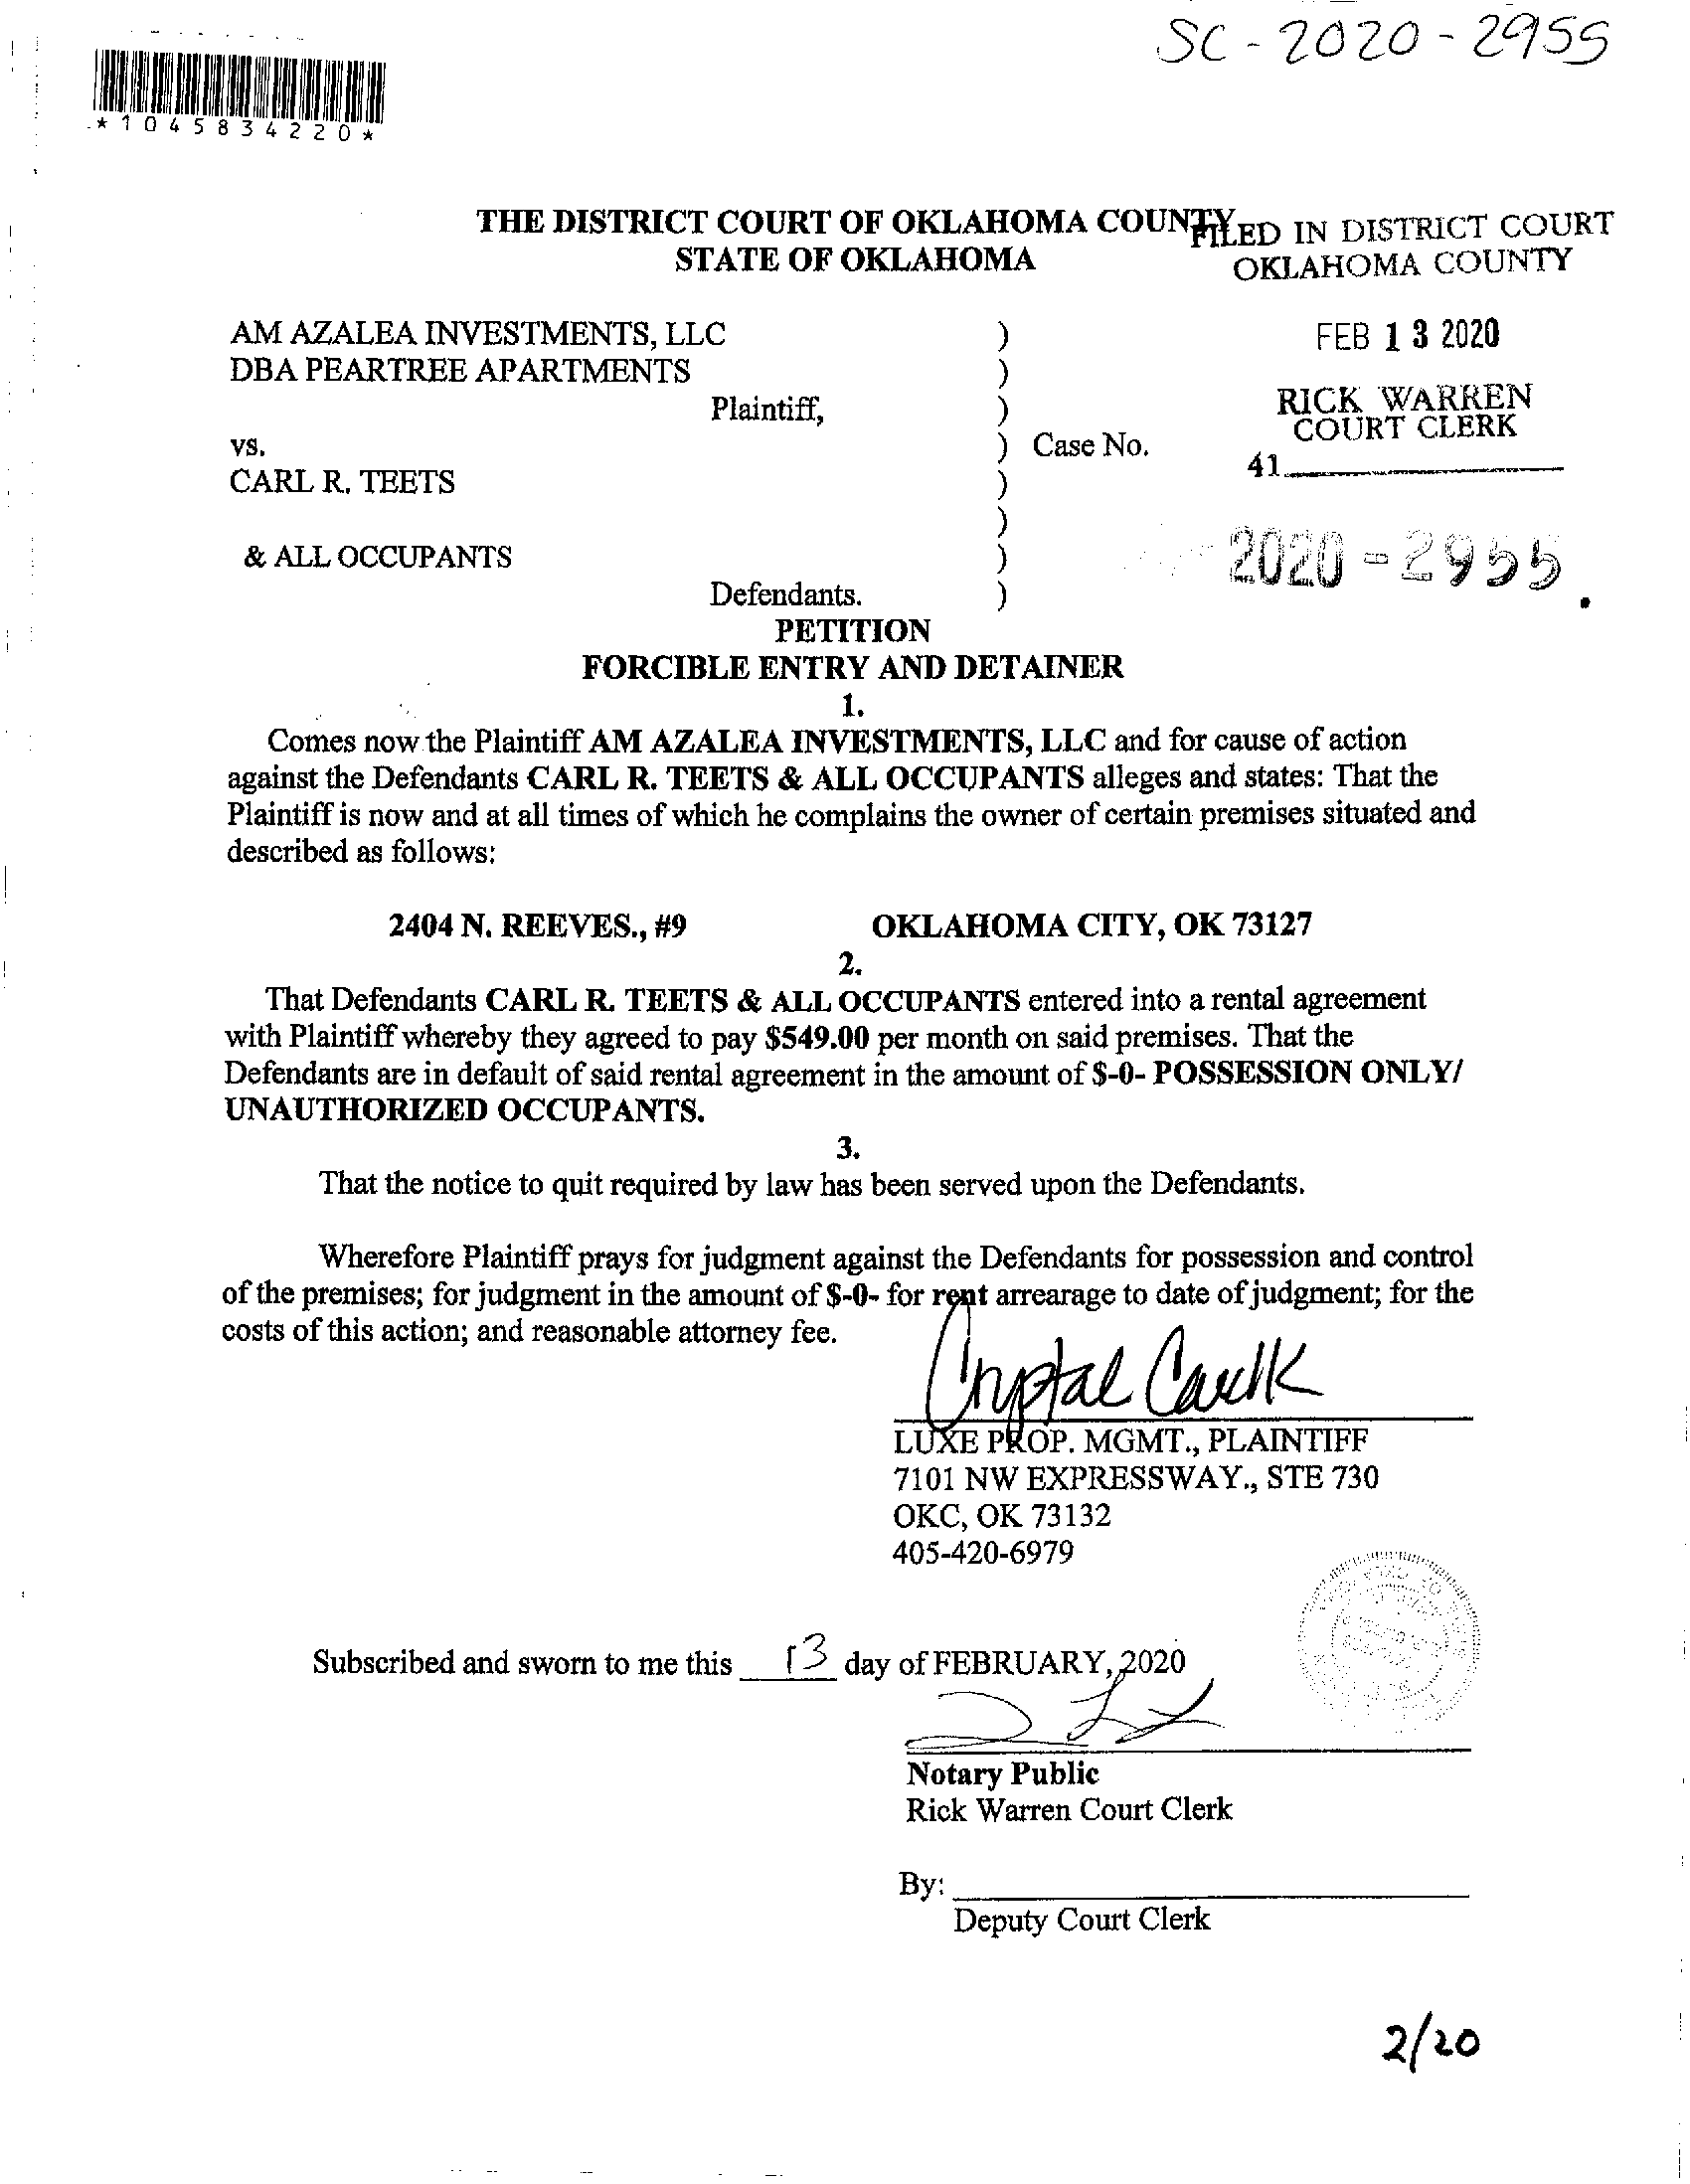 SC-2020-2955
*1045834220*
THE DISTRICT COURT OF OKLAHOMA COUNTY
STATE OF OKLAHOMA
FILED IN DISTRICT COURT
OKLAHOMA COUNTY
FEB 13 2020
RICK WARREN
COURT CLERK
41
AM AZALEA INVESTMENTS, LLC )
DBA PEARTREE APARTMENTS )
Plaintiff, )
vs. ) Case No.
CARL R. TEETS )
)
& ALL OCCUPANTS )
2020-2955
Defendants. )
PETITION
FORCIBLE ENTRY AND DETAINER
1.
Comes now the Plaintiff AM AZALEA INVESTMENTS, LLC and for cause of action
against the Defendants CARL R. TEETS & ALL OCCUPANTS alleges and states: That the
Plaintiff is now and at all times of which he complains the owner of certain premises situated and
described as follows:
2404 N. REEVES., #9 OKLAHOMA CITY, OK 73127
2.
That Defendants CARL R. TEETS & ALL OCCUPANTS entered into a rental agreement
with Plaintiff whereby they agreed to pay $549.00 per month on said premises. That the
Defendants are in default of said rental agreement in the amount of $-0- POSSESSION ONLY/
UNAUTHORIZED OCCUPANTS.
3.
That the notice to quit required by law has been served upon the Defendants.
Wherefore Plaintiff prays for judgment against the Defendants for possession and control
of the premises; for judgment in the amount of $-0- for rent arrearage to date of judgment; for the
costs of this action; and reasonable attorney fee.
Crystal Caulk
LUXE PROP. MGMT., PLAINTIFF
7101 NW EXPRESSWAY., STE 730
OKC, OK 73132
405-420-6979
Subscribed and sworn to me this 13 day of FEBRUARY, 2020
Notary Public
Rick Warren Court Clerk
By:
Deputy Court Clerk
2/20